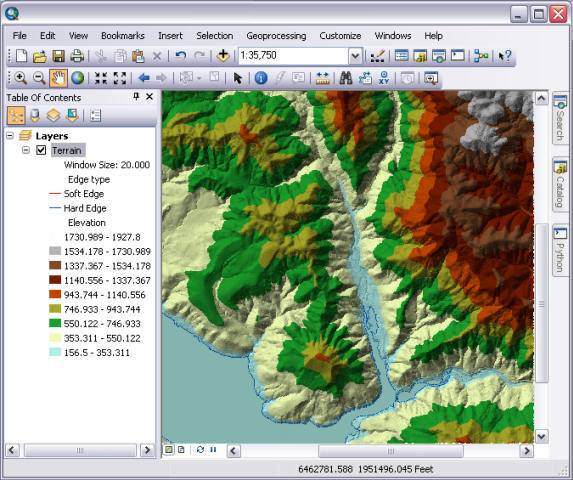 File Edit View Bookmarks Insert Selection Geoprocessing Customize Windows Help
1:35,750
Table Of Contents
Layers
Terrain
Window Size: 20.000
Edge type
Soft Edge
Hard Edge
Elevation
1730.989 - 1927.8
1534.178 - 1730.989
1337.367 - 1534.178
1140.556 - 1337.367
943.744 - 1140.556
746.933 - 943.744
550.122 - 746.933
353.311 - 550.122
156.5 - 353.311
Search
Catalog
Python
6462781.588 1951496.045 Feet